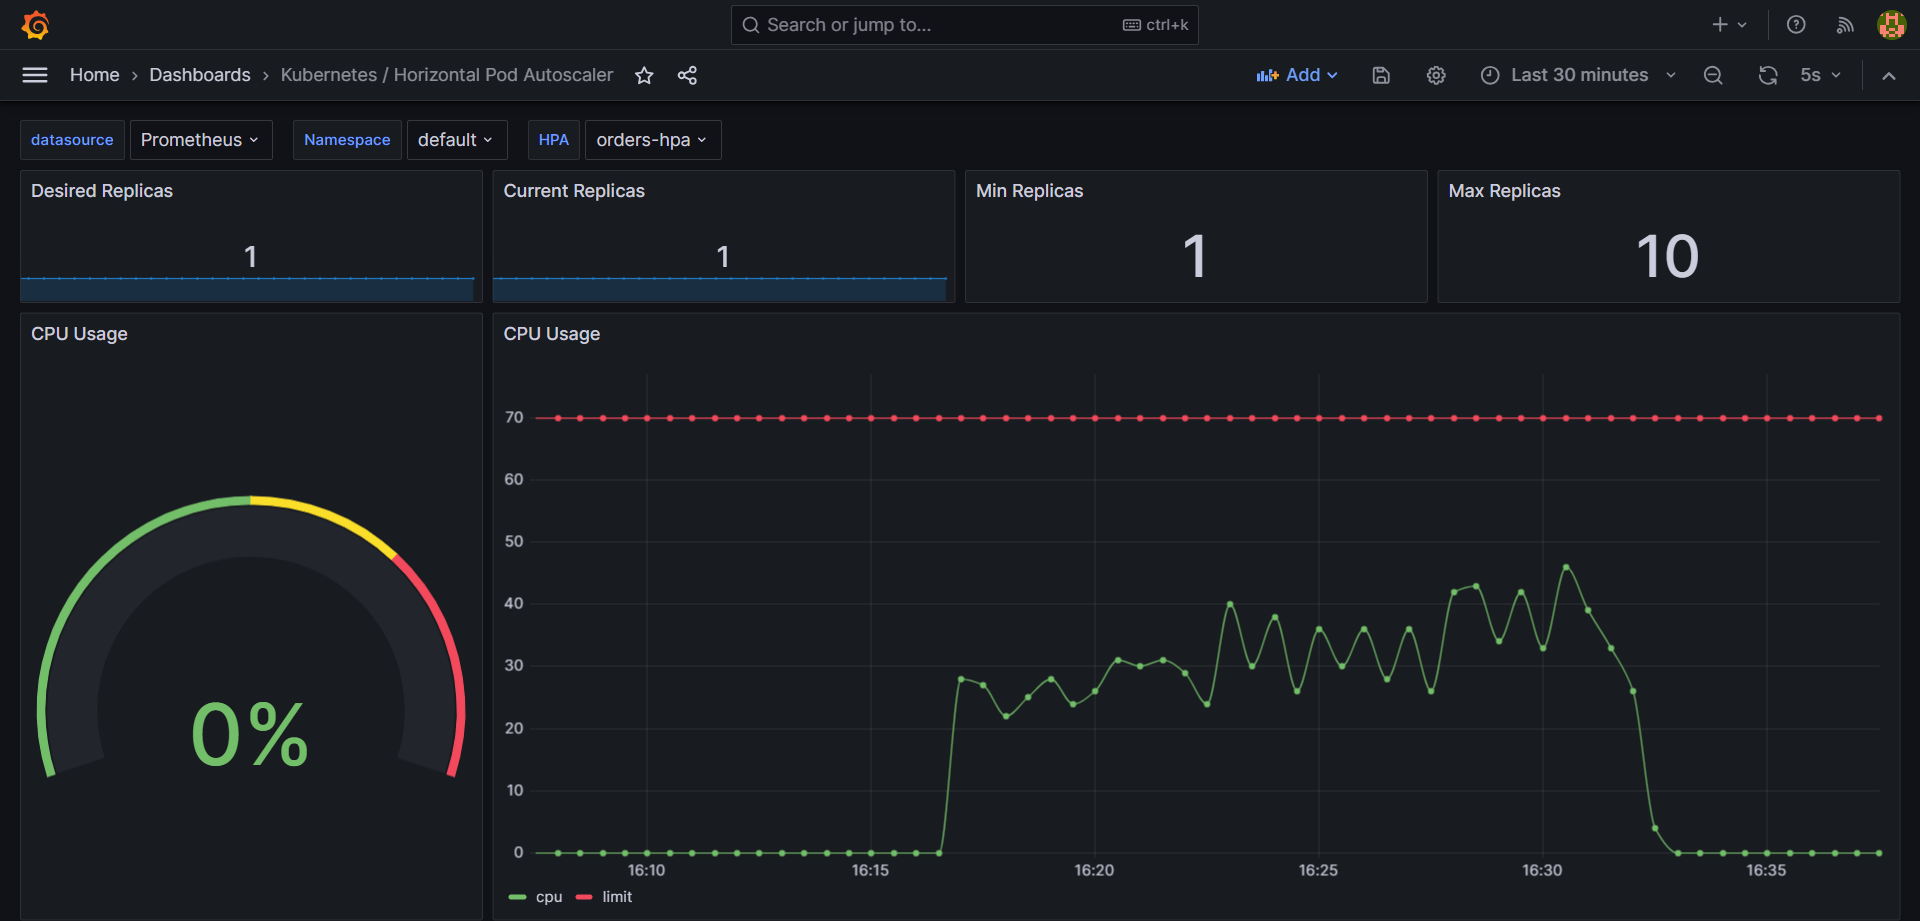 Search or jump to... ctrl+k
Home › Dashboards › Kubernetes / Horizontal Pod Autoscaler Add Last 30 minutes 5s
datasource Prometheus Namespace default HPA orders-hpa
Desired Replicas
1
Current Replicas
1
Min Replicas
1
Max Replicas
10
CPU Usage
0%
CPU Usage
70
60
50
40
30
20
10
0
16:10 16:15 16:20 16:25 16:30 16:35
cpu limit